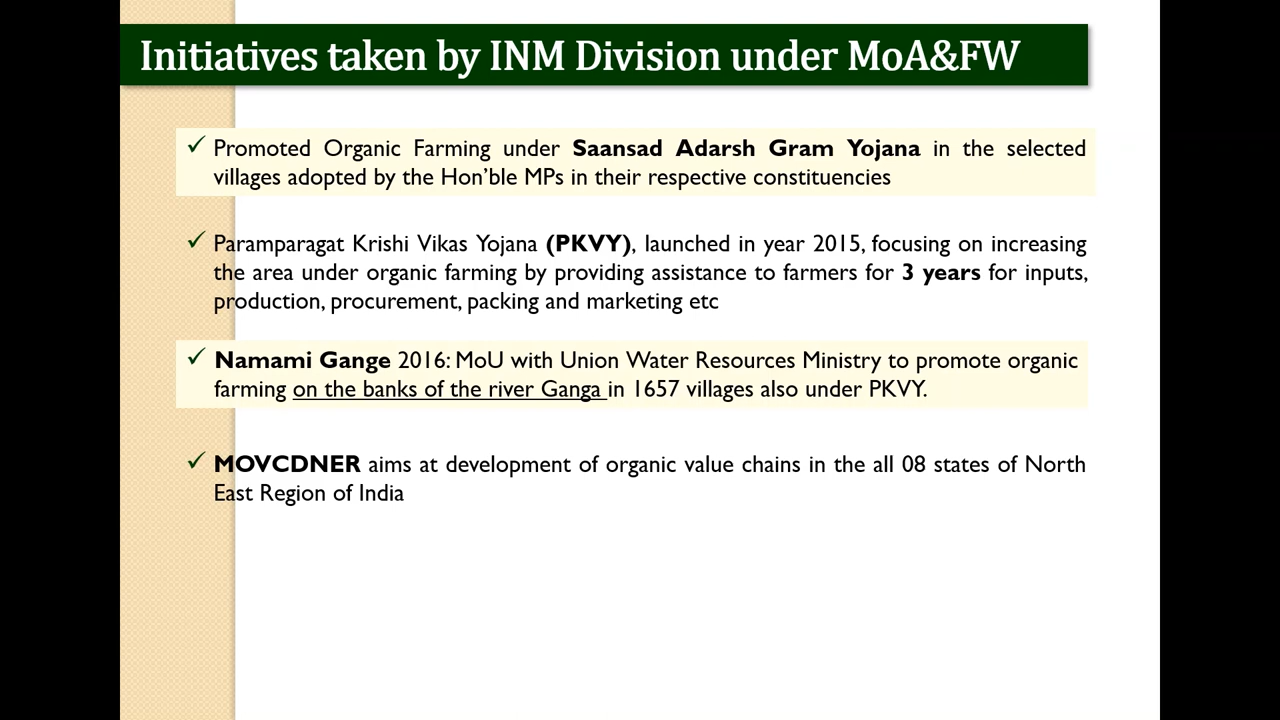 Initiatives taken by INM Division under MoA&FW
✓ Promoted Organic Farming under Saansad Adarsh Gram Yojana in the selected
villages adopted by the Hon'ble MPs in their respective constituencies
✓ Paramparagat Krishi Vikas Yojana (PKVY), launched in year 2015, focusing on increasing
the area under organic farming by providing assistance to farmers for 3 years for inputs,
production, procurement, packing and marketing etc
✓ Namami Gange 2016: MoU with Union Water Resources Ministry to promote organic
farming on the banks of the river Ganga in 1657 villages also under PKVY.
✓ MOVCDNER aims at development of organic value chains in the all 08 states of North
East Region of India